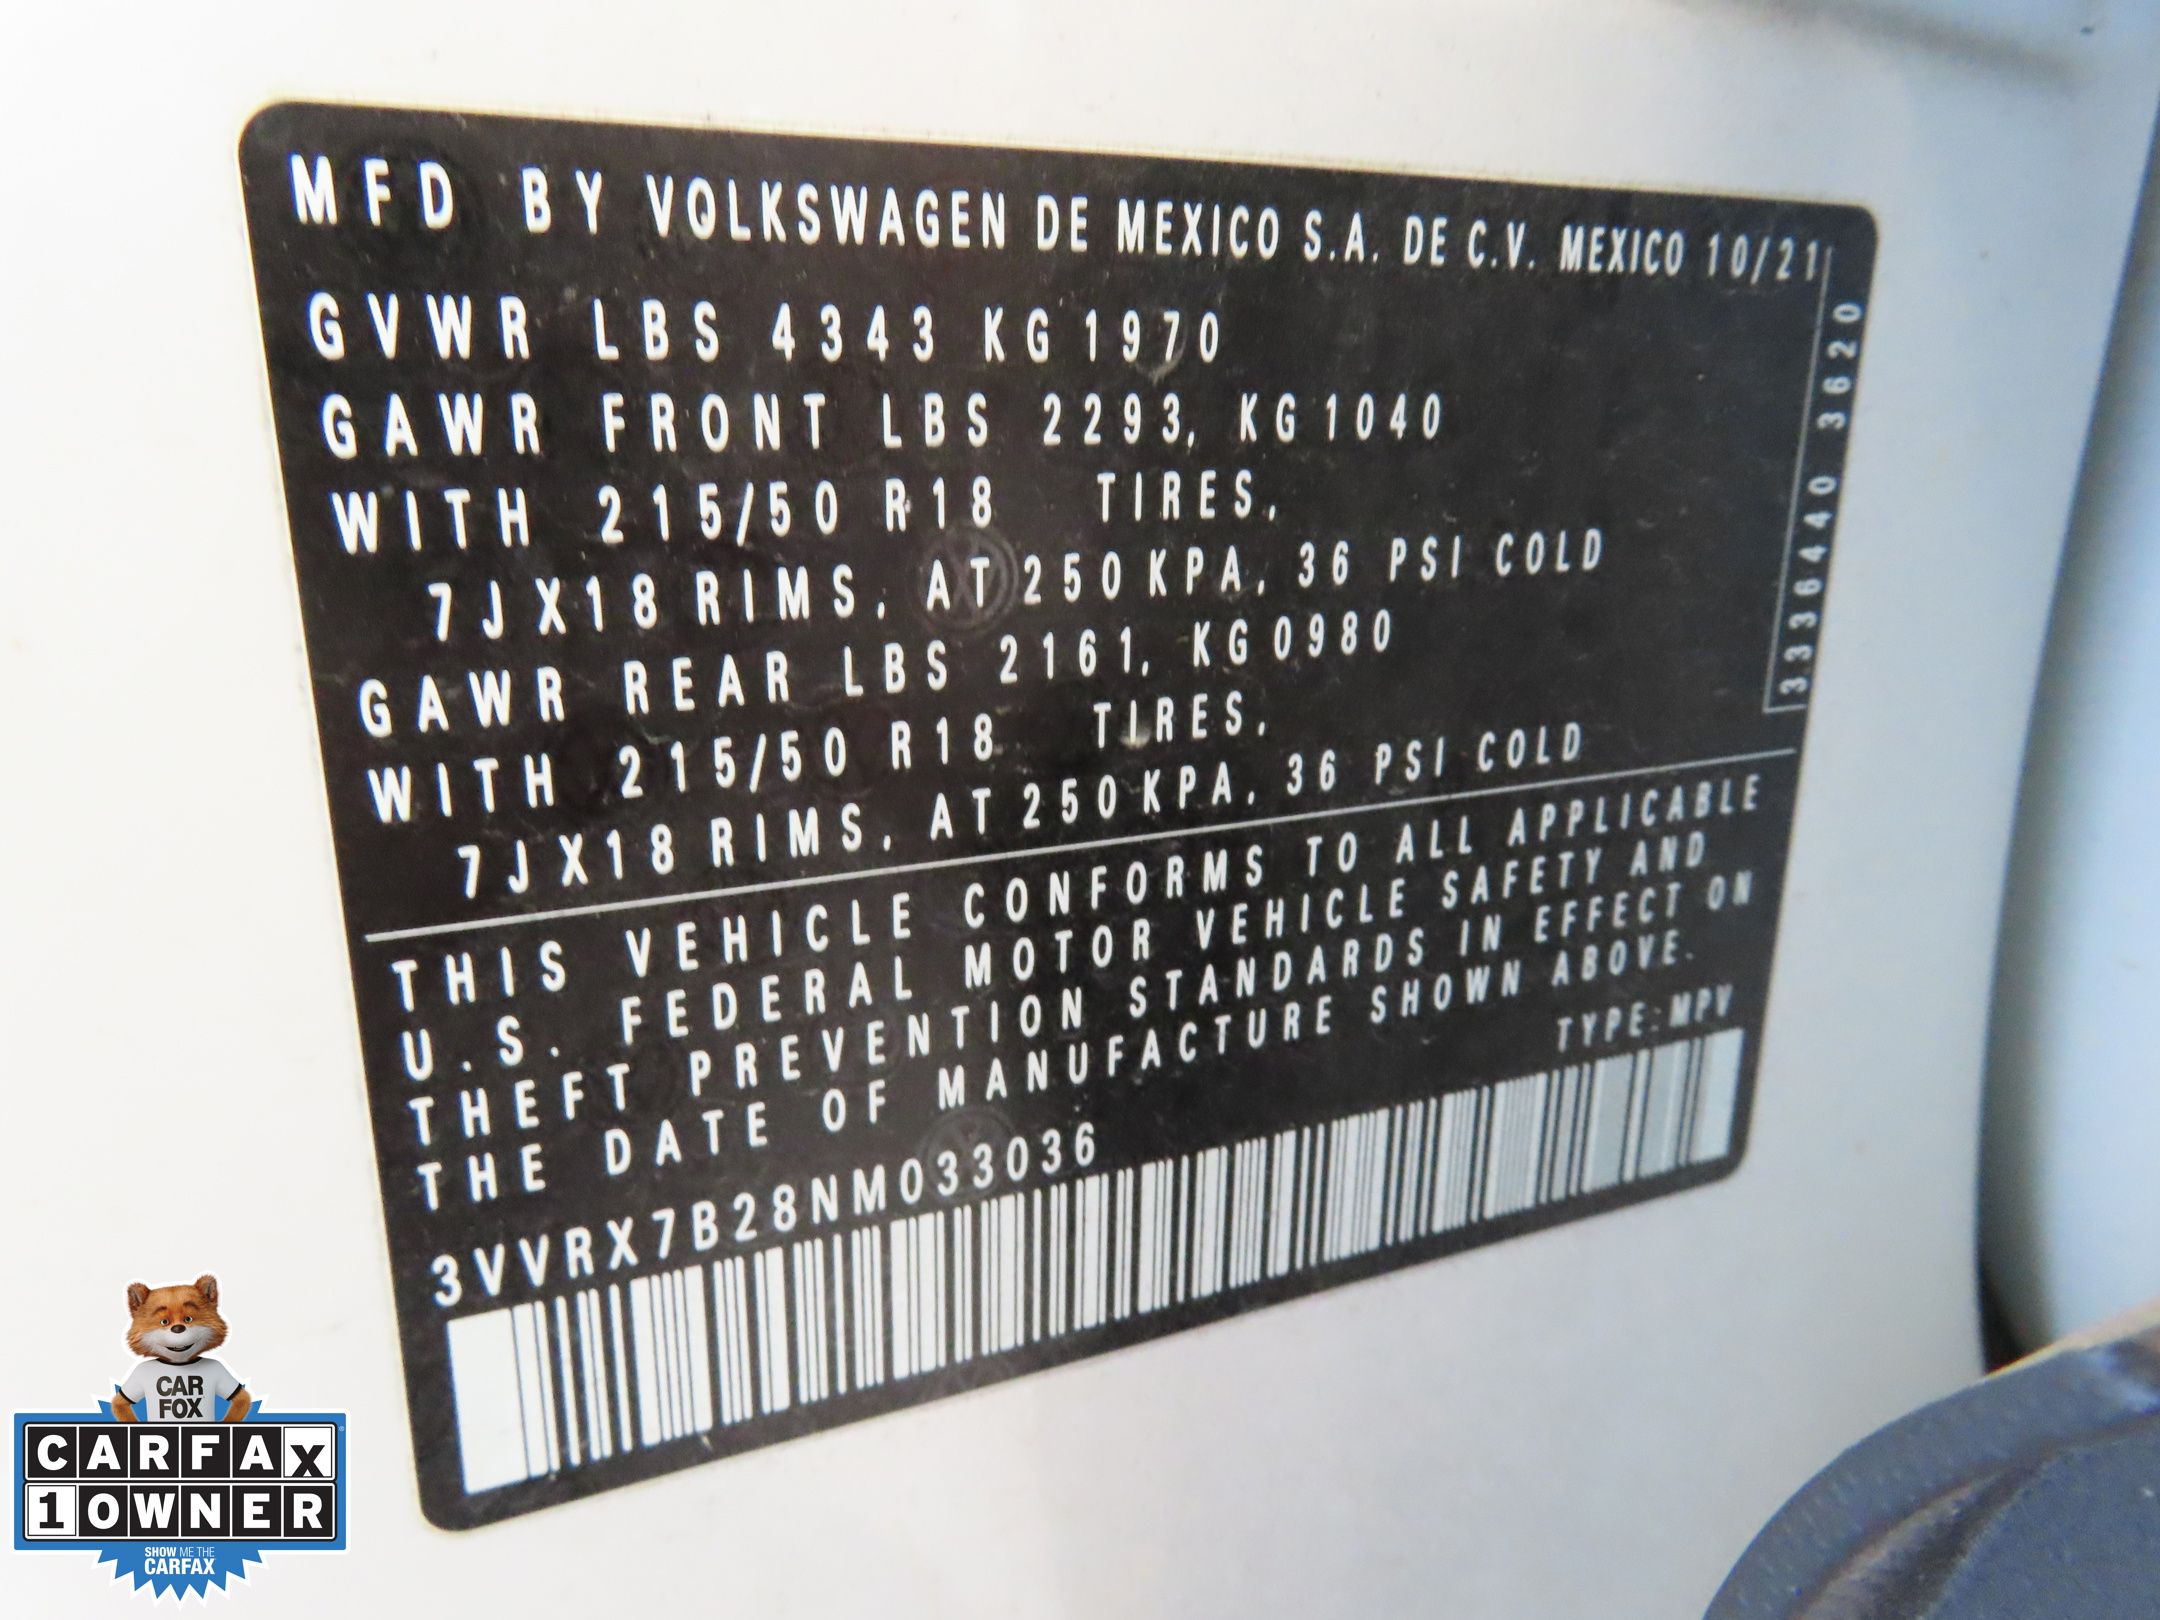 MFD BY VOLKSWAGEN DE MEXICO S.A. DE C.V. MEXICO 10/21
GVWR LBS 4343 KG 1970
GAWR FRONT LBS 2293, KG 1040
WITH 215/50 R18 TIRES,
7JX18 RIMS, AT 250 KPA, 36 PSI COLD
GAWR REAR LBS 2161, KG 0980
WITH 215/50 R18 TIRES,
7JX18 RIMS, AT 250 KPA, 36 PSI COLD
3336440 3620
THIS VEHICLE CONFORMS TO ALL APPLICABLE
U.S. FEDERAL MOTOR VEHICLE SAFETY AND
THEFT PREVENTION STANDARDS IN EFFECT ON
THE DATE OF MANUFACTURE SHOWN ABOVE.
TYPE:MPV
3VVRX7B28NM033036
CAR
FOX
CARFAX
1 OWNER
SHOW ME THE
CARFAX